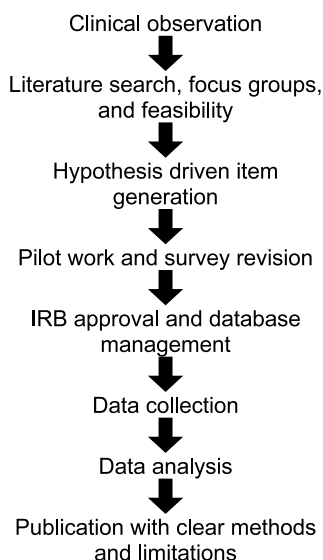 Clinical observation
Literature search, focus groups,
and feasibility
Hypothesis driven item
generation
Pilot work and survey revision
IRB approval and database
management
Data collection
Data analysis
Publication with clear methods
and limitations